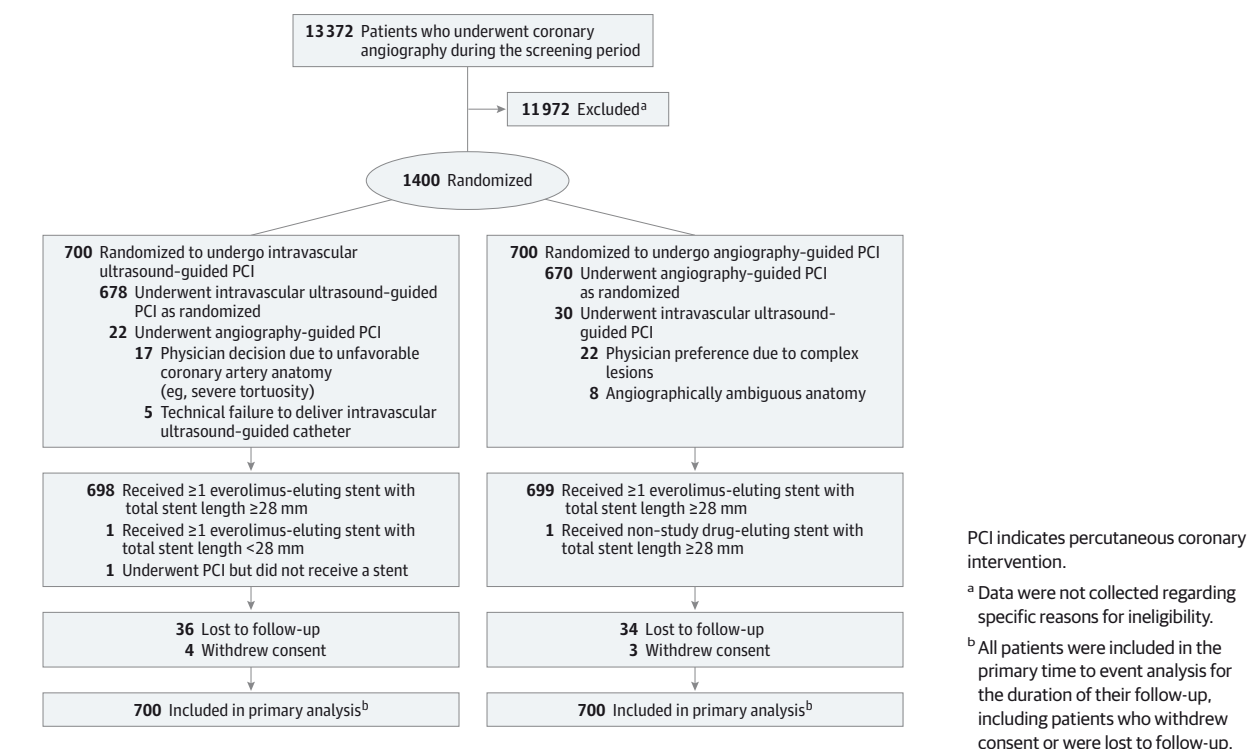 13 372 Patients who underwent coronary
angiography during the screening period
11 972 Excludedᵃ
1400 Randomized
700 Randomized to undergo intravascular
ultrasound-guided PCI
678 Underwent intravascular ultrasound-guided
PCI as randomized
22 Underwent angiography-guided PCI
17 Physician decision due to unfavorable
coronary artery anatomy
(eg, severe tortuosity)
5 Technical failure to deliver intravascular
ultrasound-guided catheter
700 Randomized to undergo angiography-guided PCI
670 Underwent angiography-guided PCI
as randomized
30 Underwent intravascular ultrasound-
guided PCI
22 Physician preference due to complex
lesions
8 Angiographically ambiguous anatomy
698 Received ≥1 everolimus-eluting stent with
total stent length ≥28 mm
1 Received ≥1 everolimus-eluting stent with
total stent length <28 mm
1 Underwent PCI but did not receive a stent
699 Received ≥1 everolimus-eluting stent with
total stent length ≥28 mm
1 Received non-study drug-eluting stent with
total stent length ≥28 mm
36 Lost to follow-up
4 Withdrew consent
34 Lost to follow-up
3 Withdrew consent
700 Included in primary analysisᵇ
700 Included in primary analysisᵇ
PCI indicates percutaneous coronary
intervention.
ᵃ Data were not collected regarding
specific reasons for ineligibility.
ᵇ All patients were included in the
primary time to event analysis for
the duration of their follow-up,
including patients who withdrew
consent or were lost to follow-up.